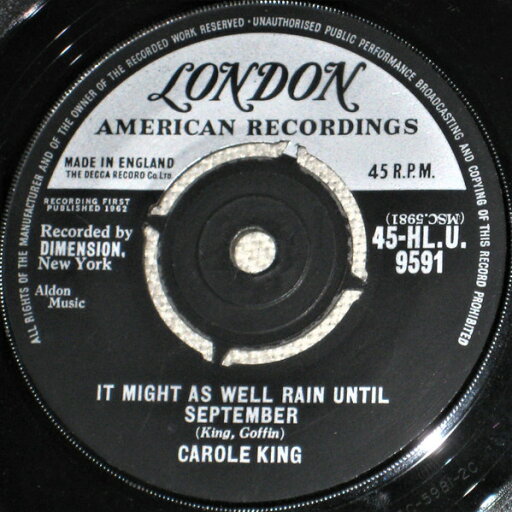 ALL RIGHTS OF THE MANUFACTURER AND OF THE OWNER OF THE RECORDED WORK RESERVED · UNAUTHORISED PUBLIC PERFORMANCE BROADCASTING AND COPYING OF THIS RECORD PROHIBITED
LONDON
AMERICAN RECORDINGS
MADE IN ENGLAND
THE DECCA RECORD Co. Ltd.
45 R.P.M.
RECORDING FIRST
PUBLISHED 1962
Recorded by
DIMENSION,
New York
Aldon
Music
(MSC.5981)
45-HL.U.
9591
IT MIGHT AS WELL RAIN UNTIL
SEPTEMBER
(King, Goffin)
CAROLE KING